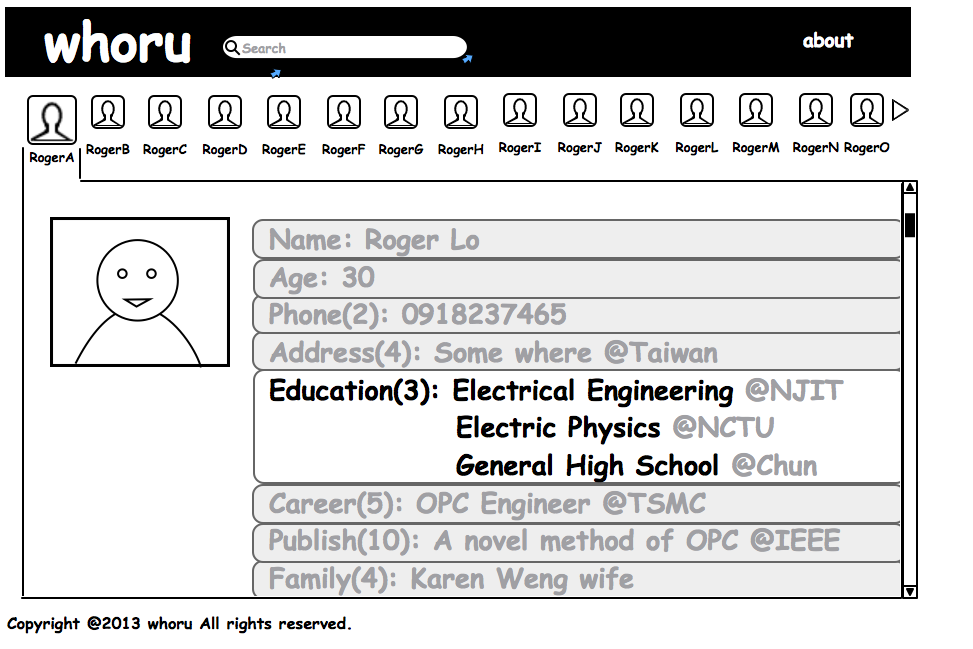 whoru
Search
about
RogerA RogerB RogerC RogerD RogerE RogerF RogerG RogerH RogerI RogerJ RogerK RogerL RogerM RogerN RogerO
Name: Roger Lo
Age: 30
Phone(2): 0918237465
Address(4): Some where @Taiwan
Education(3): Electrical Engineering @NJIT
Electric Physics @NCTU
General High School @Chun
Career(5): OPC Engineer @TSMC
Publish(10): A novel method of OPC @IEEE
Family(4): Karen Weng wife
Copyright @2013 whoru All rights reserved.